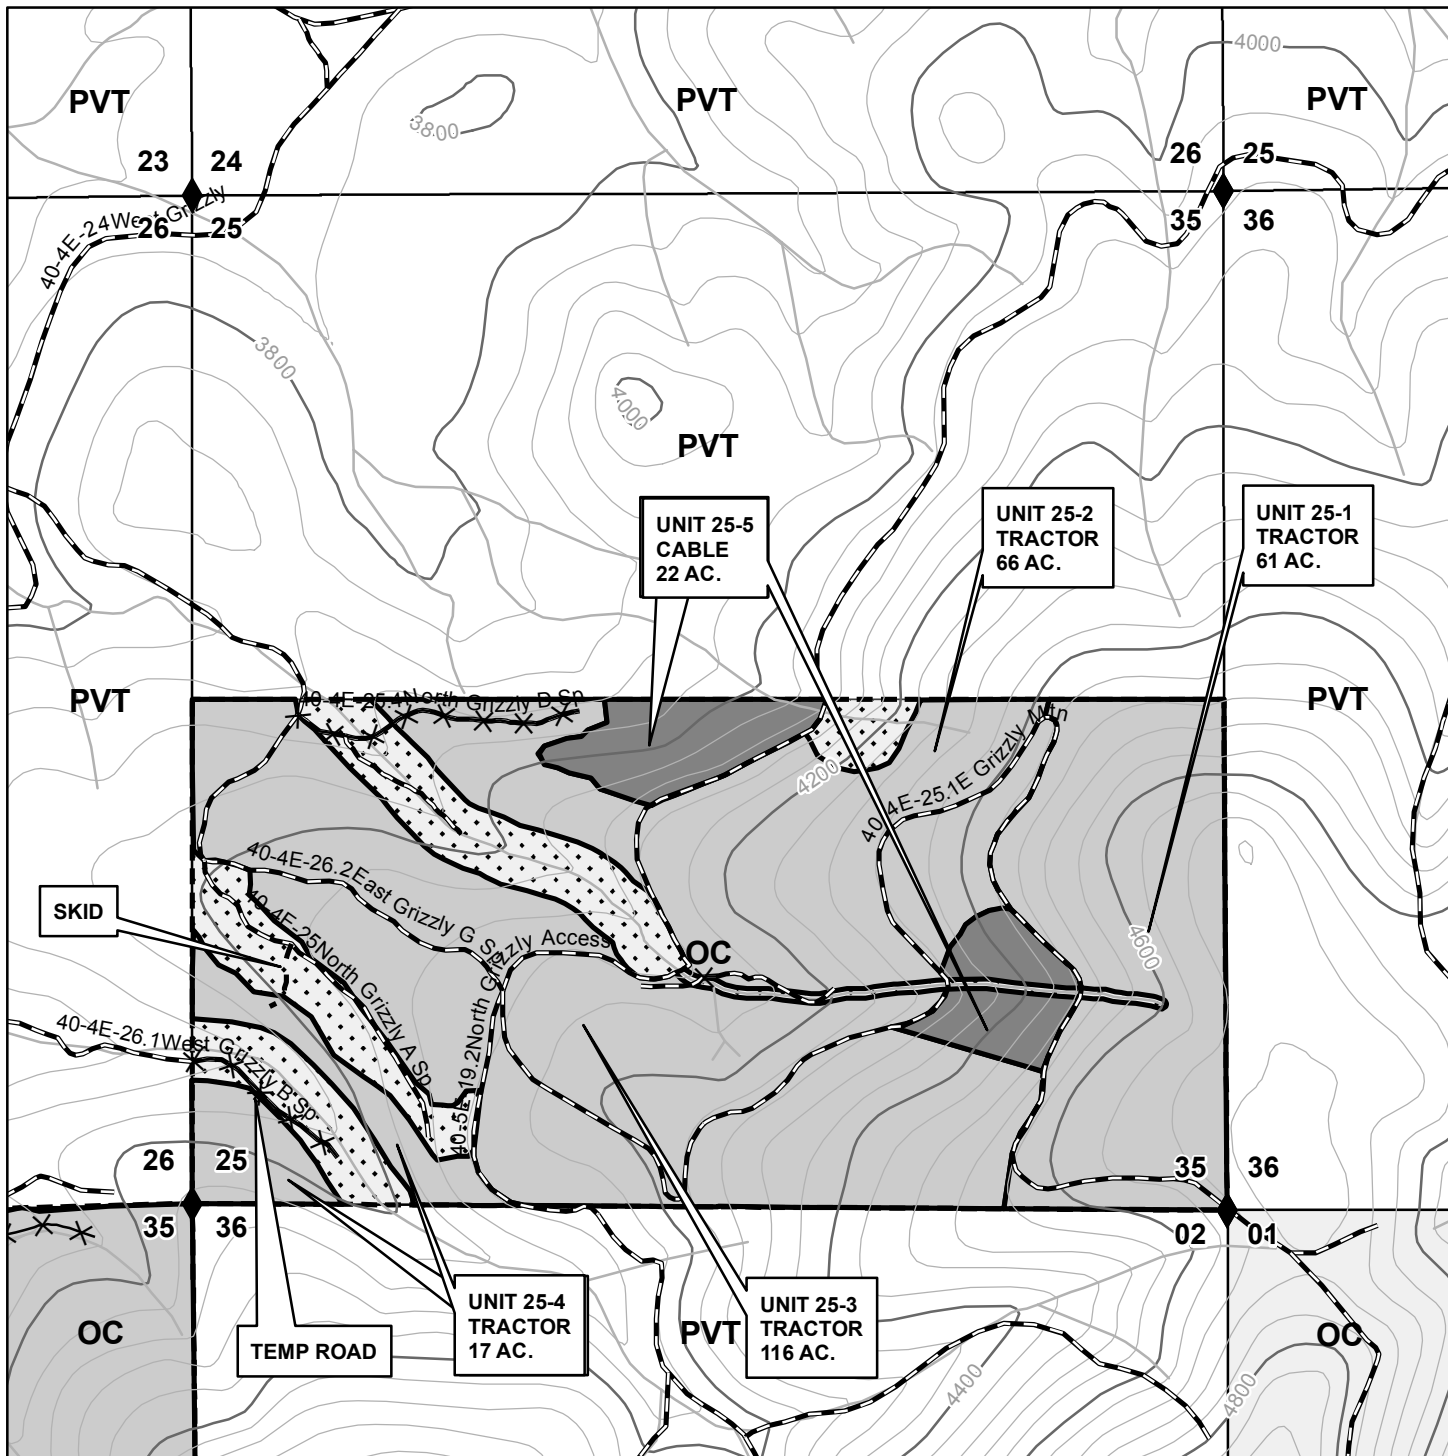 4000
PVT
PVT
PVT
3800
23
24
26
25
40-4E-24West Grizzly
26
25
35
36
3800
4000
PVT
UNIT 25-5
CABLE
22 AC.
UNIT 25-2
TRACTOR
66 AC.
UNIT 25-1
TRACTOR
61 AC.
PVT
40-4E-25.4North Grizzly D Sp
PVT
4200
40-4E-25.1E Grizzly Mtn
40-4E-26.2East Grizzly G Sp
SKID
40-4E-25North Grizzly A Sp
40-5E-19.2North Grizzly Access
OC
4600
40-4E-26.1West Grizzly B Sp
26
25
35
36
35
36
02
01
UNIT 25-4
TRACTOR
17 AC.
UNIT 25-3
TRACTOR
116 AC.
OC
TEMP ROAD
PVT
OC
4400
4800